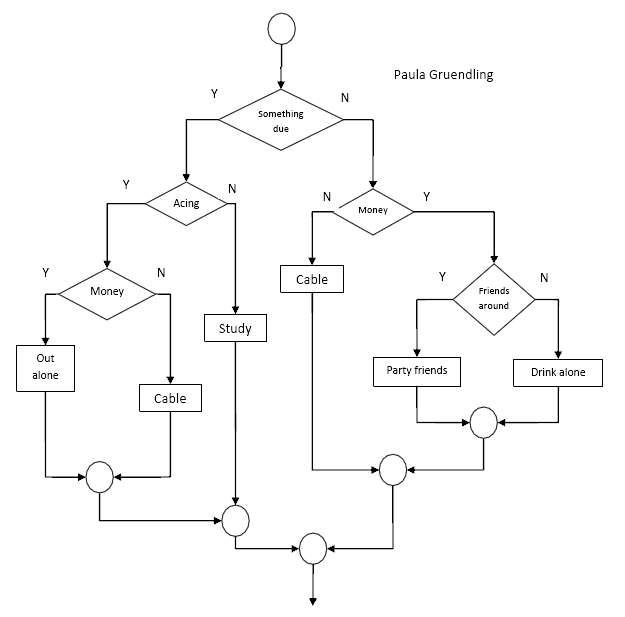 Paula Gruendling
Y
N
Something
due
Y
N
Acing
N
Y
Money
Y
N
Money
Cable
Y
N
Friends
around
Study
Out
alone
Party friends
Drink alone
Cable